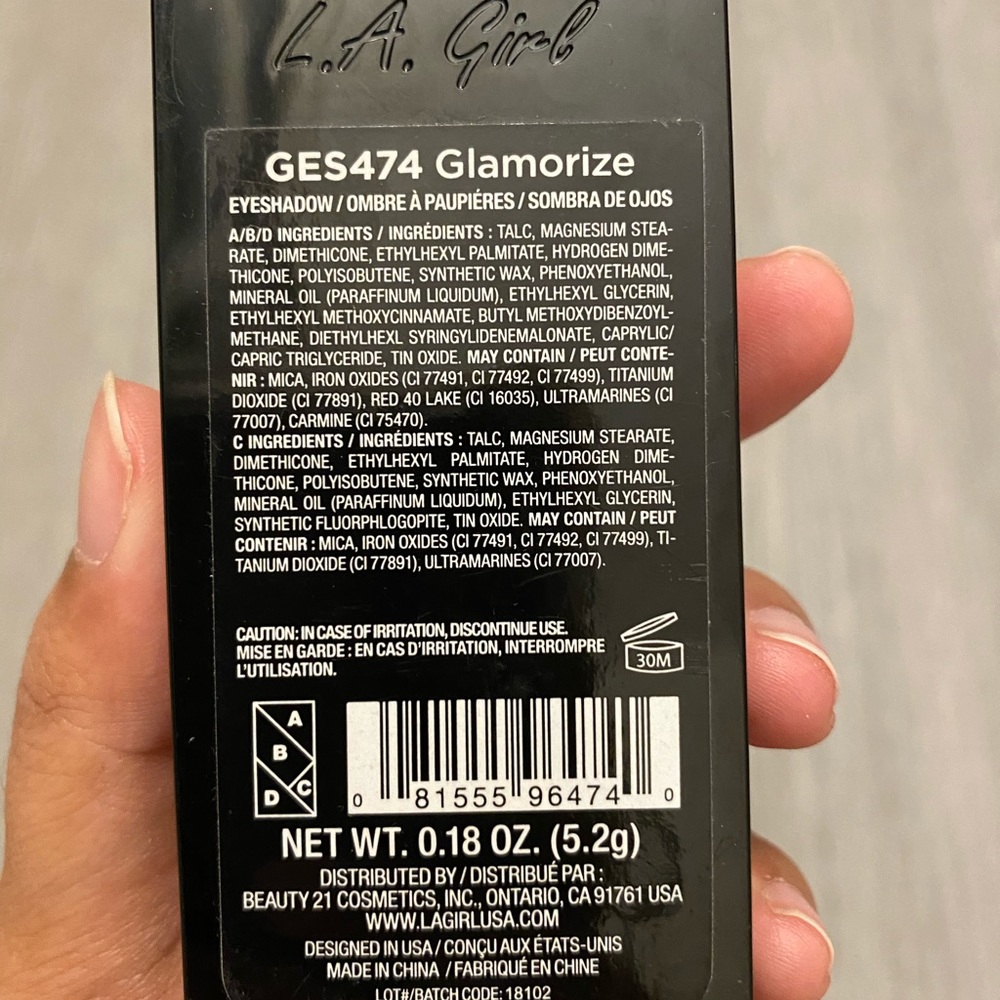 L.A. Girl
GES474 Glamorize
EYESHADOW / OMBRE À PAUPIÉRES / SOMBRA DE OJOS
A/B/D INGREDIENTS / INGRÉDIENTS : TALC, MAGNESIUM STEA-
RATE, DIMETHICONE, ETHYLHEXYL PALMITATE, HYDROGEN DIME-
THICONE, POLYISOBUTENE, SYNTHETIC WAX, PHENOXYETHANOL,
MINERAL OIL (PARAFFINUM LIQUIDUM), ETHYLHEXYL GLYCERIN,
ETHYLHEXYL METHOXYCINNAMATE, BUTYL METHOXYDIBENZOYL-
METHANE, DIETHYLHEXL SYRINGYLIDENEMALONATE, CAPRYLIC/
CAPRIC TRIGLYCERIDE, TIN OXIDE. MAY CONTAIN / PEUT CONTE-
NIR : MICA, IRON OXIDES (CI 77491, CI 77492, CI 77499), TITANIUM
DIOXIDE (CI 77891), RED 40 LAKE (CI 16035), ULTRAMARINES (CI
77007), CARMINE (CI 75470).
C INGREDIENTS / INGRÉDIENTS : TALC, MAGNESIUM STEARATE,
DIMETHICONE, ETHYLHEXYL PALMITATE, HYDROGEN DIME-
THICONE, POLYISOBUTENE, SYNTHETIC WAX, PHENOXYETHANOL,
MINERAL OIL (PARAFFINUM LIQUIDUM), ETHYLHEXYL GLYCERIN,
SYNTHETIC FLUORPHLOGOPITE, TIN OXIDE. MAY CONTAIN / PEUT
CONTENIR : MICA, IRON OXIDES (CI 77491, CI 77492, CI 77499), TI-
TANIUM DIOXIDE (CI 77891), ULTRAMARINES (CI 77007).
CAUTION: IN CASE OF IRRITATION, DISCONTINUE USE.
MISE EN GARDE : EN CAS D'IRRITATION, INTERROMPRE
L'UTILISATION.
30M
A
B
C
D
0 81555 96474 0
NET WT. 0.18 OZ. (5.2g)
DISTRIBUTED BY / DISTRIBUÉ PAR :
BEAUTY 21 COSMETICS, INC., ONTARIO, CA 91761 USA
WWW.LAGIRLUSA.COM
DESIGNED IN USA / CONÇU AUX ÉTATS-UNIS
MADE IN CHINA / FABRIQUÉ EN CHINE
LOT#/BATCH CODE: 18102